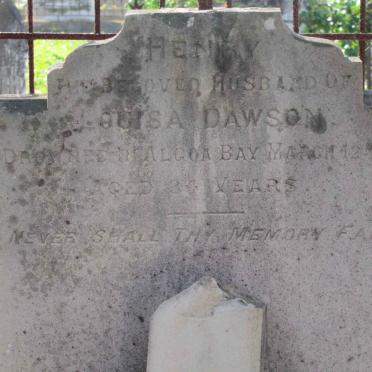 HENRY
THE BELOVED HUSBAND OF
LOUISA DAWSON
DROWNED IN ALGOA BAY MARCH 12
AGED 34 YEARS
NEVER SHALL THY MEMORY FA